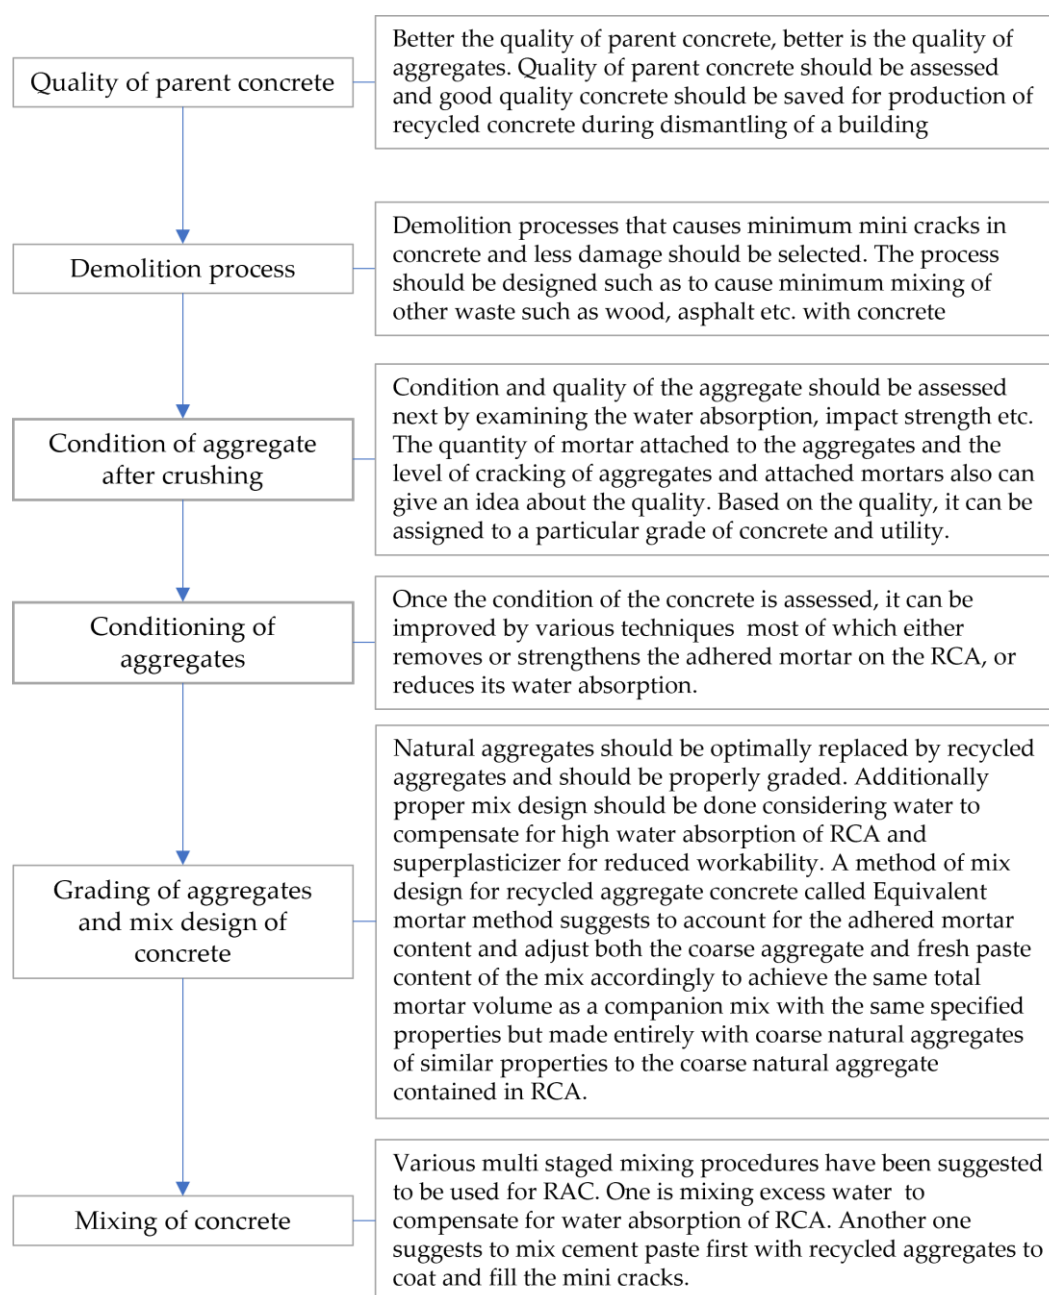 Quality of parent concrete
Better the quality of parent concrete, better is the quality of
aggregates. Quality of parent concrete should be assessed
and good quality concrete should be saved for production of
recycled concrete during dismantling of a building
Demolition process
Demolition processes that causes minimum mini cracks in
concrete and less damage should be selected. The process
should be designed such as to cause minimum mixing of
other waste such as wood, asphalt etc. with concrete
Condition of aggregate
after crushing
Condition and quality of the aggregate should be assessed
next by examining the water absorption, impact strength etc.
The quantity of mortar attached to the aggregates and the
level of cracking of aggregates and attached mortars also can
give an idea about the quality. Based on the quality, it can be
assigned to a particular grade of concrete and utility.
Conditioning of
aggregates
Once the condition of the concrete is assessed, it can be
improved by various techniques most of which either
removes or strengthens the adhered mortar on the RCA, or
reduces its water absorption.
Grading of aggregates
and mix design of
concrete
Natural aggregates should be optimally replaced by recycled
aggregates and should be properly graded. Additionally
proper mix design should be done considering water to
compensate for high water absorption of RCA and
superplasticizer for reduced workability. A method of mix
design for recycled aggregate concrete called Equivalent
mortar method suggests to account for the adhered mortar
content and adjust both the coarse aggregate and fresh paste
content of the mix accordingly to achieve the same total
mortar volume as a companion mix with the same specified
properties but made entirely with coarse natural aggregates
of similar properties to the coarse natural aggregate
contained in RCA.
Mixing of concrete
Various multi staged mixing procedures have been suggested
to be used for RAC. One is mixing excess water to
compensate for water absorption of RCA. Another one
suggests to mix cement paste first with recycled aggregates to
coat and fill the mini cracks.